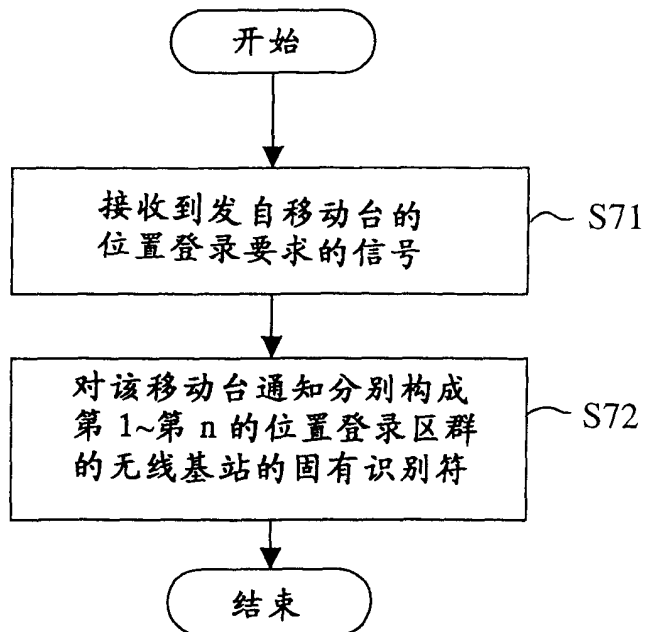 开始
接收到发自移动台的
位置登录要求的信号
S71
对该移动台通知分别构成
第1~第n的位置登录区群
的无线基站的固有识别符
S72
结束